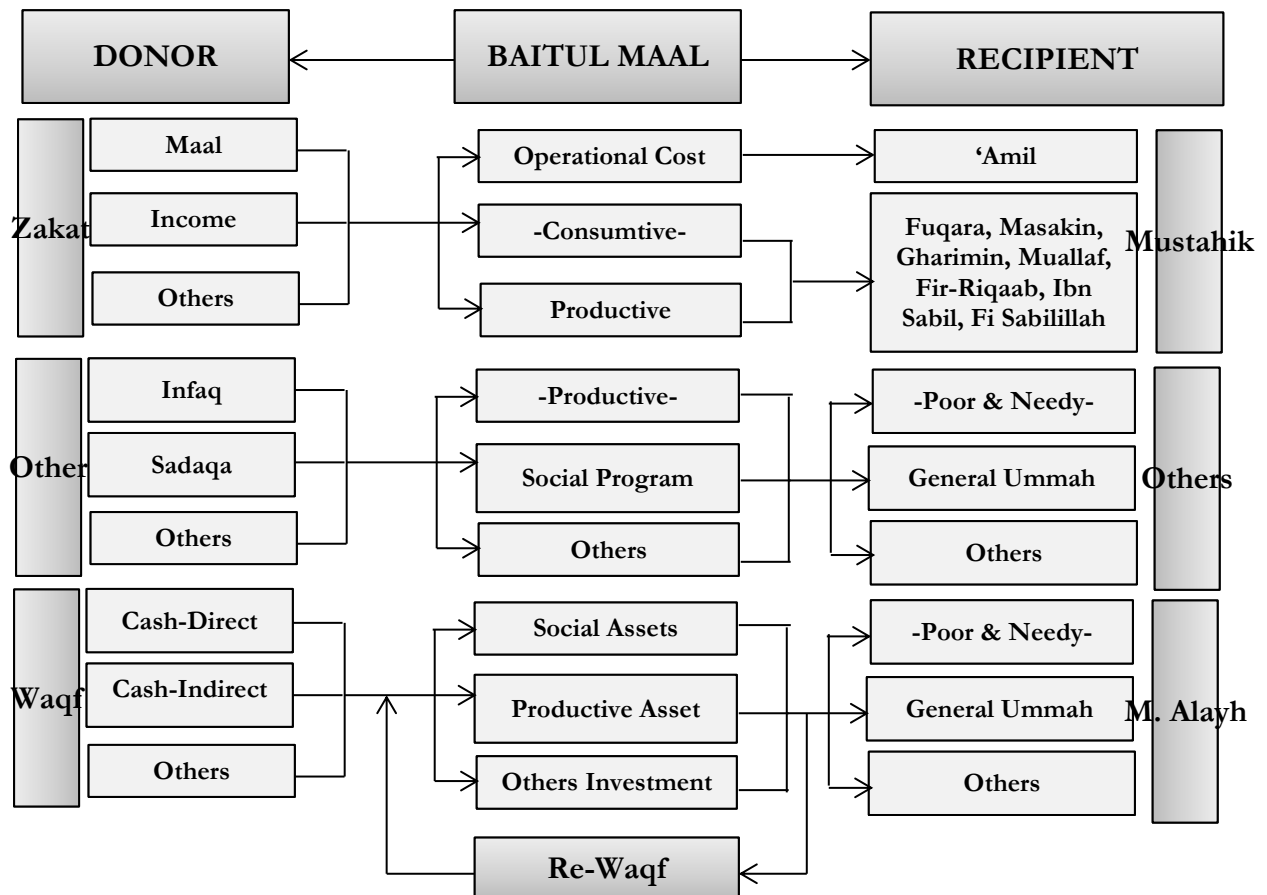 DONOR
BAITUL MAAL
RECIPIENT
Zakat
Maal
Income
Others
Operational Cost
-Consumtive-
Productive
‘Amil
Fuqara, Masakin,
Gharimin, Muallaf,
Fir-Riqaab, Ibn
Sabil, Fi Sabilillah
Mustahik
Other
Infaq
Sadaqa
Others
-Productive-
Social Program
Others
-Poor & Needy-
General Ummah
Others
Others
Waqf
Cash-Direct
Cash-Indirect
Others
Social Assets
Productive Asset
Others Investment
-Poor & Needy-
General Ummah
Others
M. Alayh
Re-Waqf